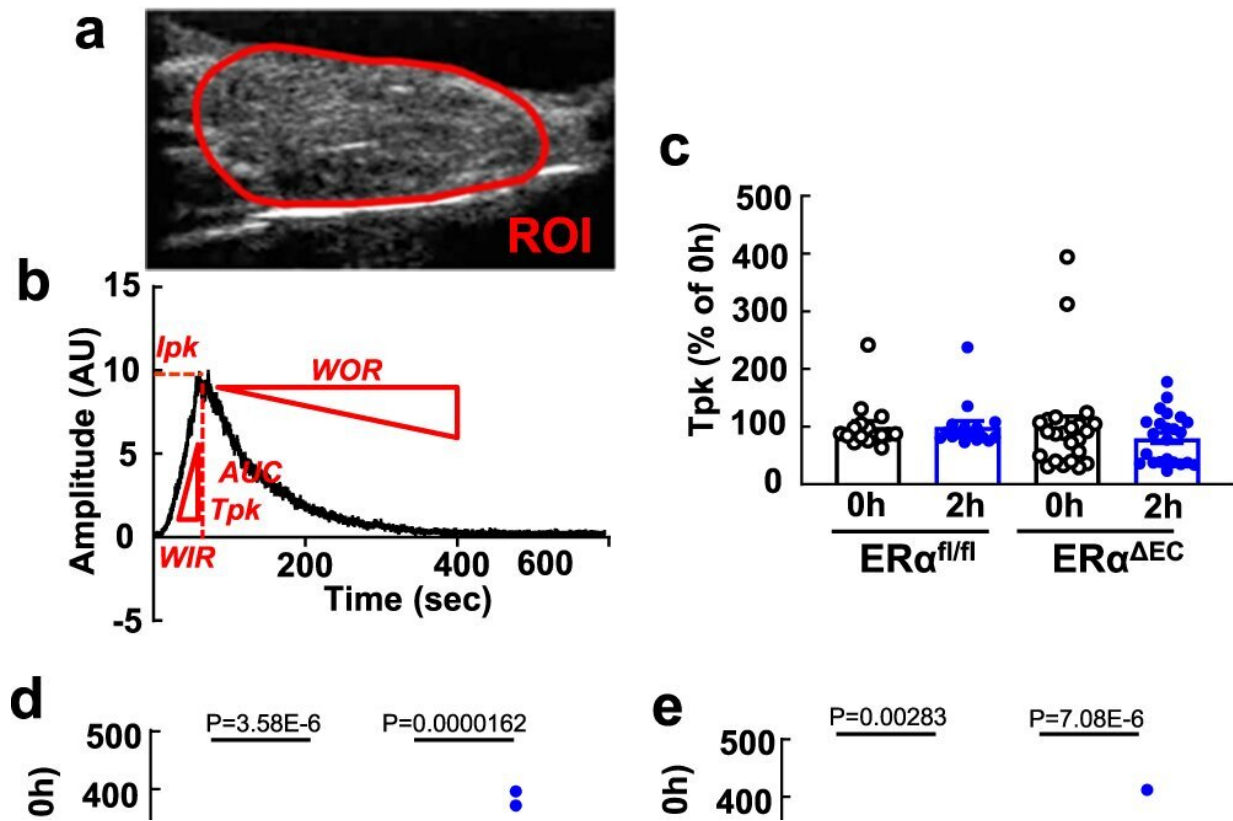 a
ROI
b
15
10
5
0
-5
Amplitude (AU)
Ipk
WOR
AUC
Tpk
WIR
200
400
600
Time (sec)
c
500
400
300
200
100
0
Tpk (% of 0h)
0h 2h 0h 2h
ERα^fl/fl ERα^ΔEC
d
P=3.58E-6 P=0.0000162
500
400
0h)
e
P=0.00283 P=7.08E-6
500
400
0h)